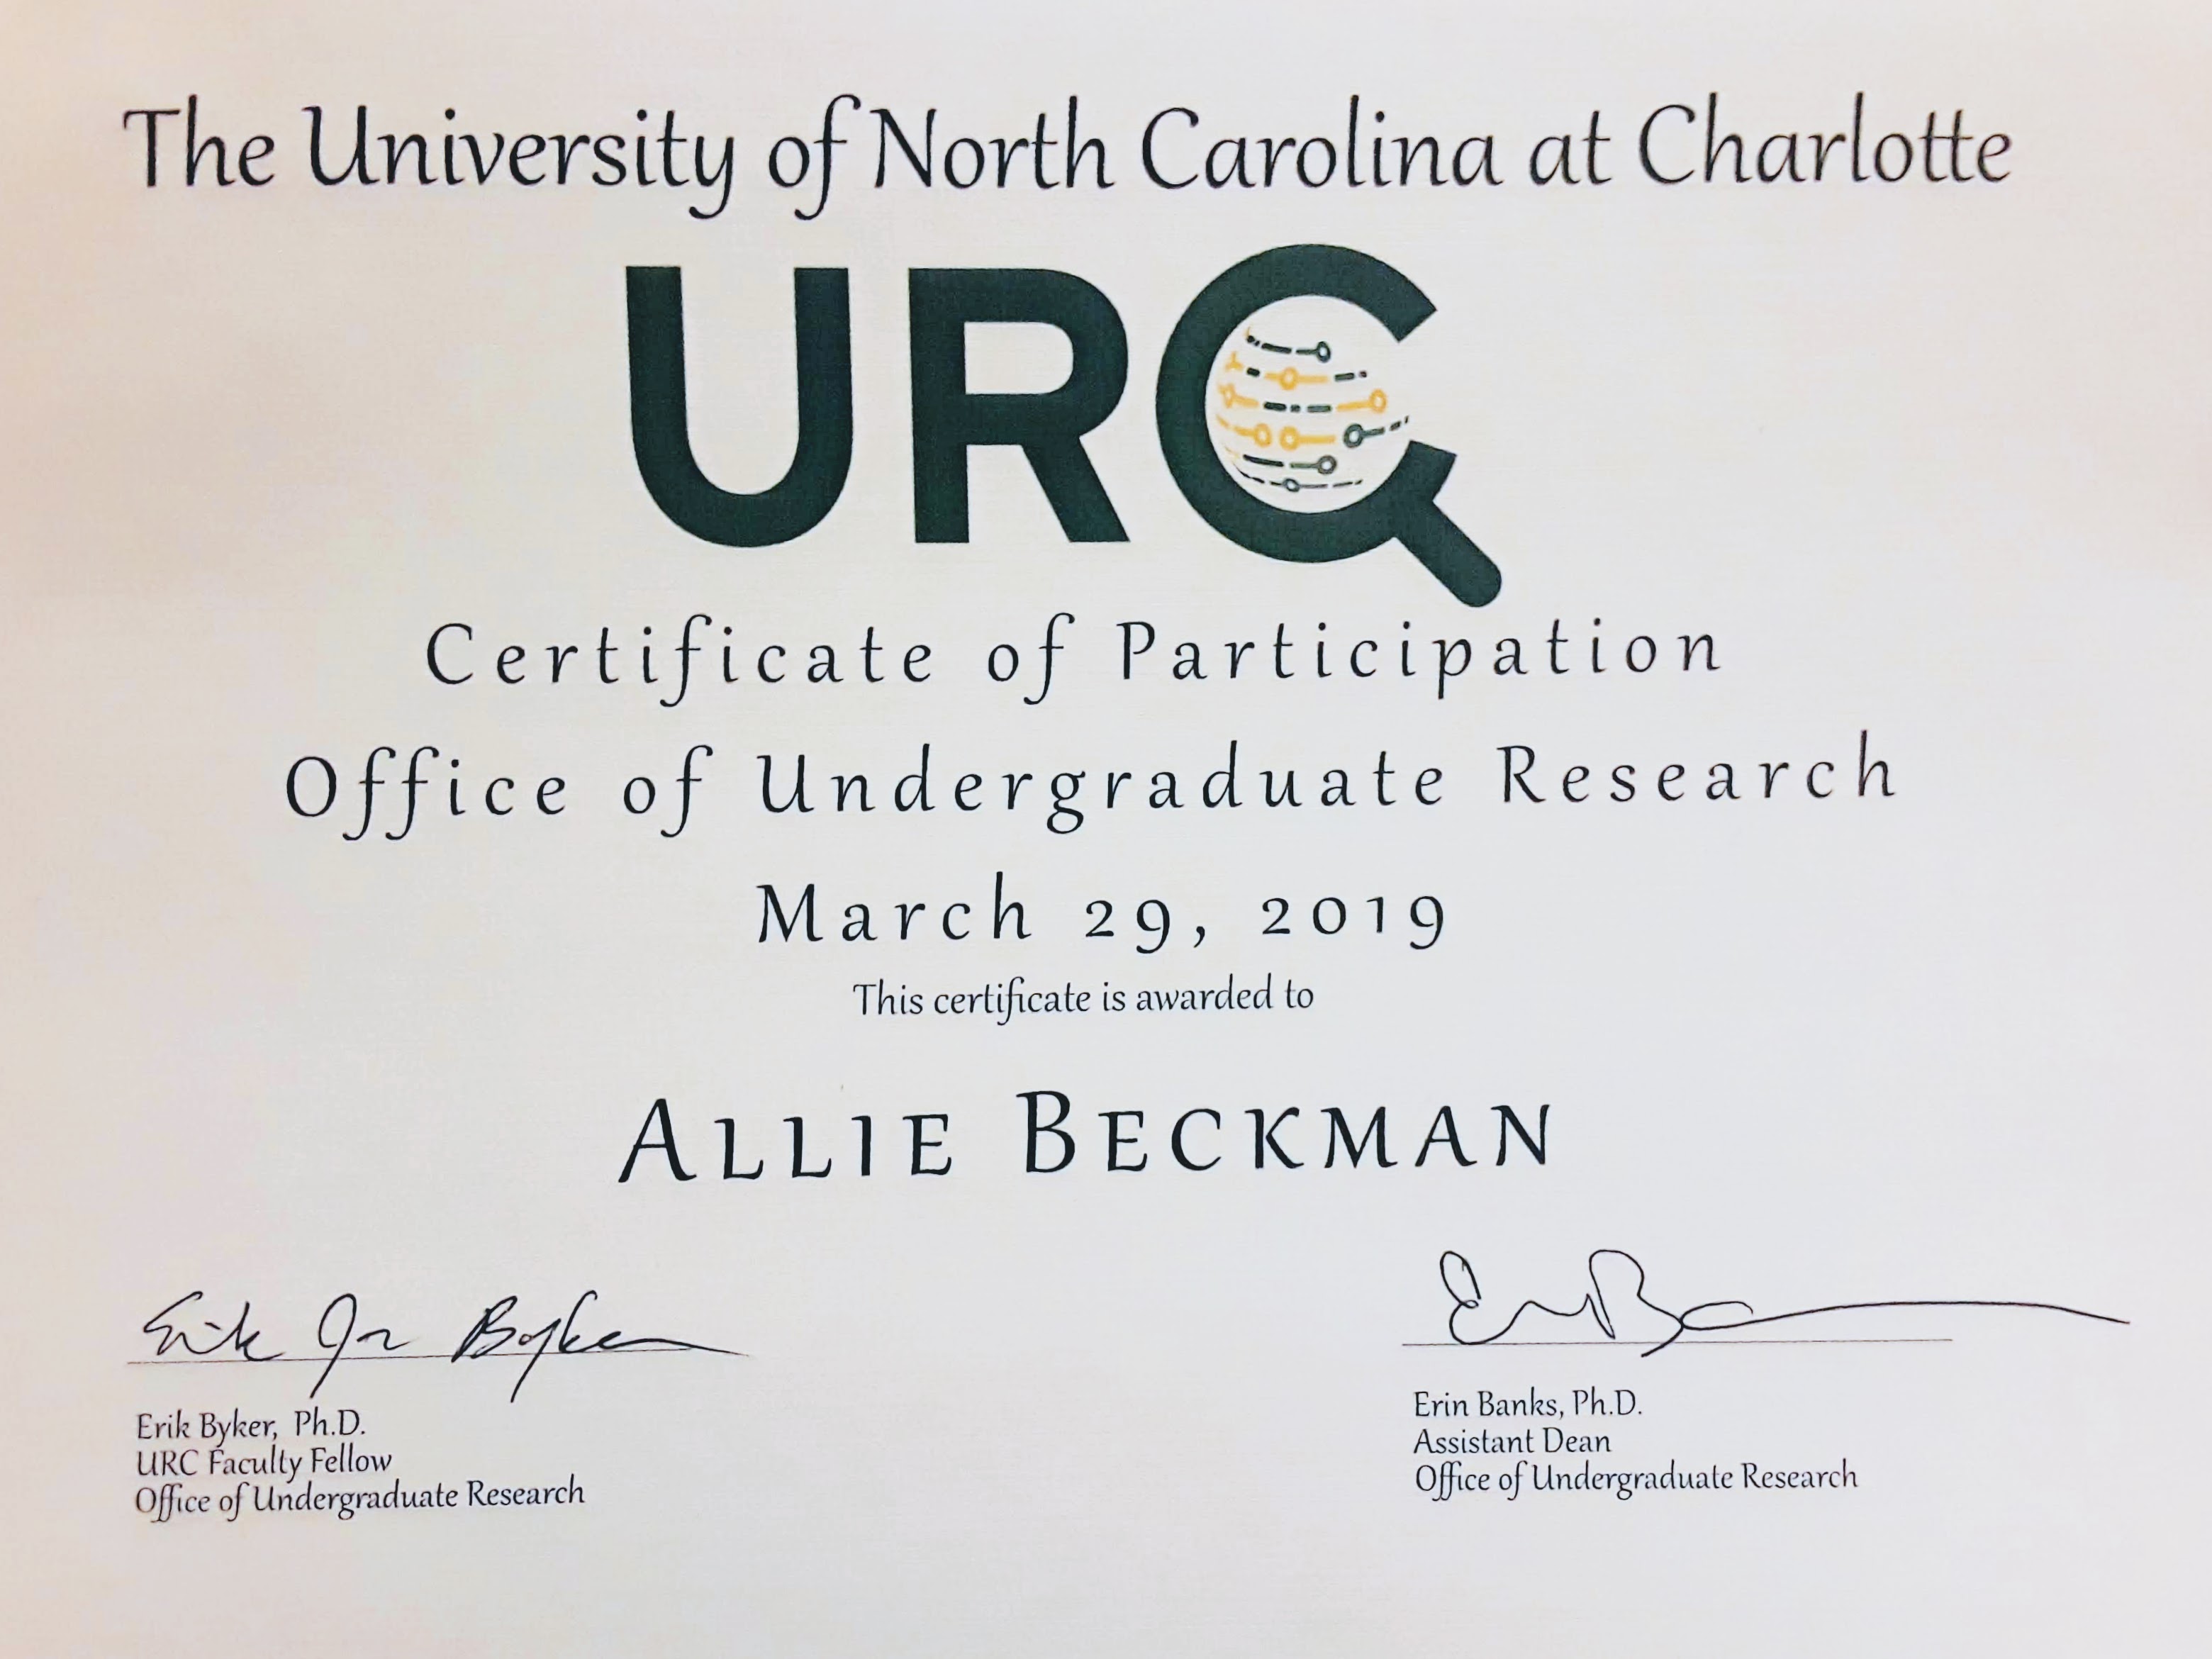 The University of North Carolina at Charlotte
URC
Certificate of Participation
Office of Undergraduate Research
March 29, 2019
This certificate is awarded to
ALLIE BECKMAN
Erik Jon Byker
Erik Byker, Ph.D.
URC Faculty Fellow
Office of Undergraduate Research
Erin Banks, Ph.D.
Assistant Dean
Office of Undergraduate Research